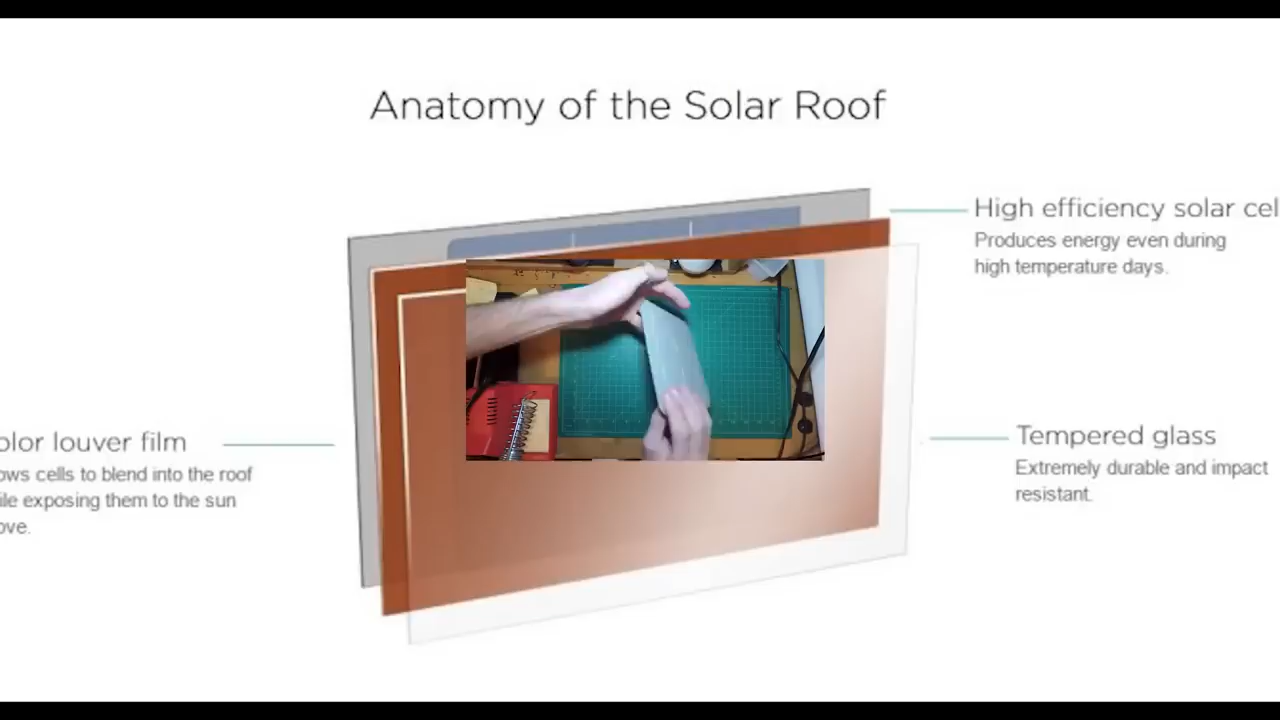 Anatomy of the Solar Roof
High efficiency solar cel
Produces energy even during
high temperature days.
olor louver film
ows cells to blend into the roof
ile exposing them to the sun
ove.
Tempered glass
Extremely durable and impact
resistant.